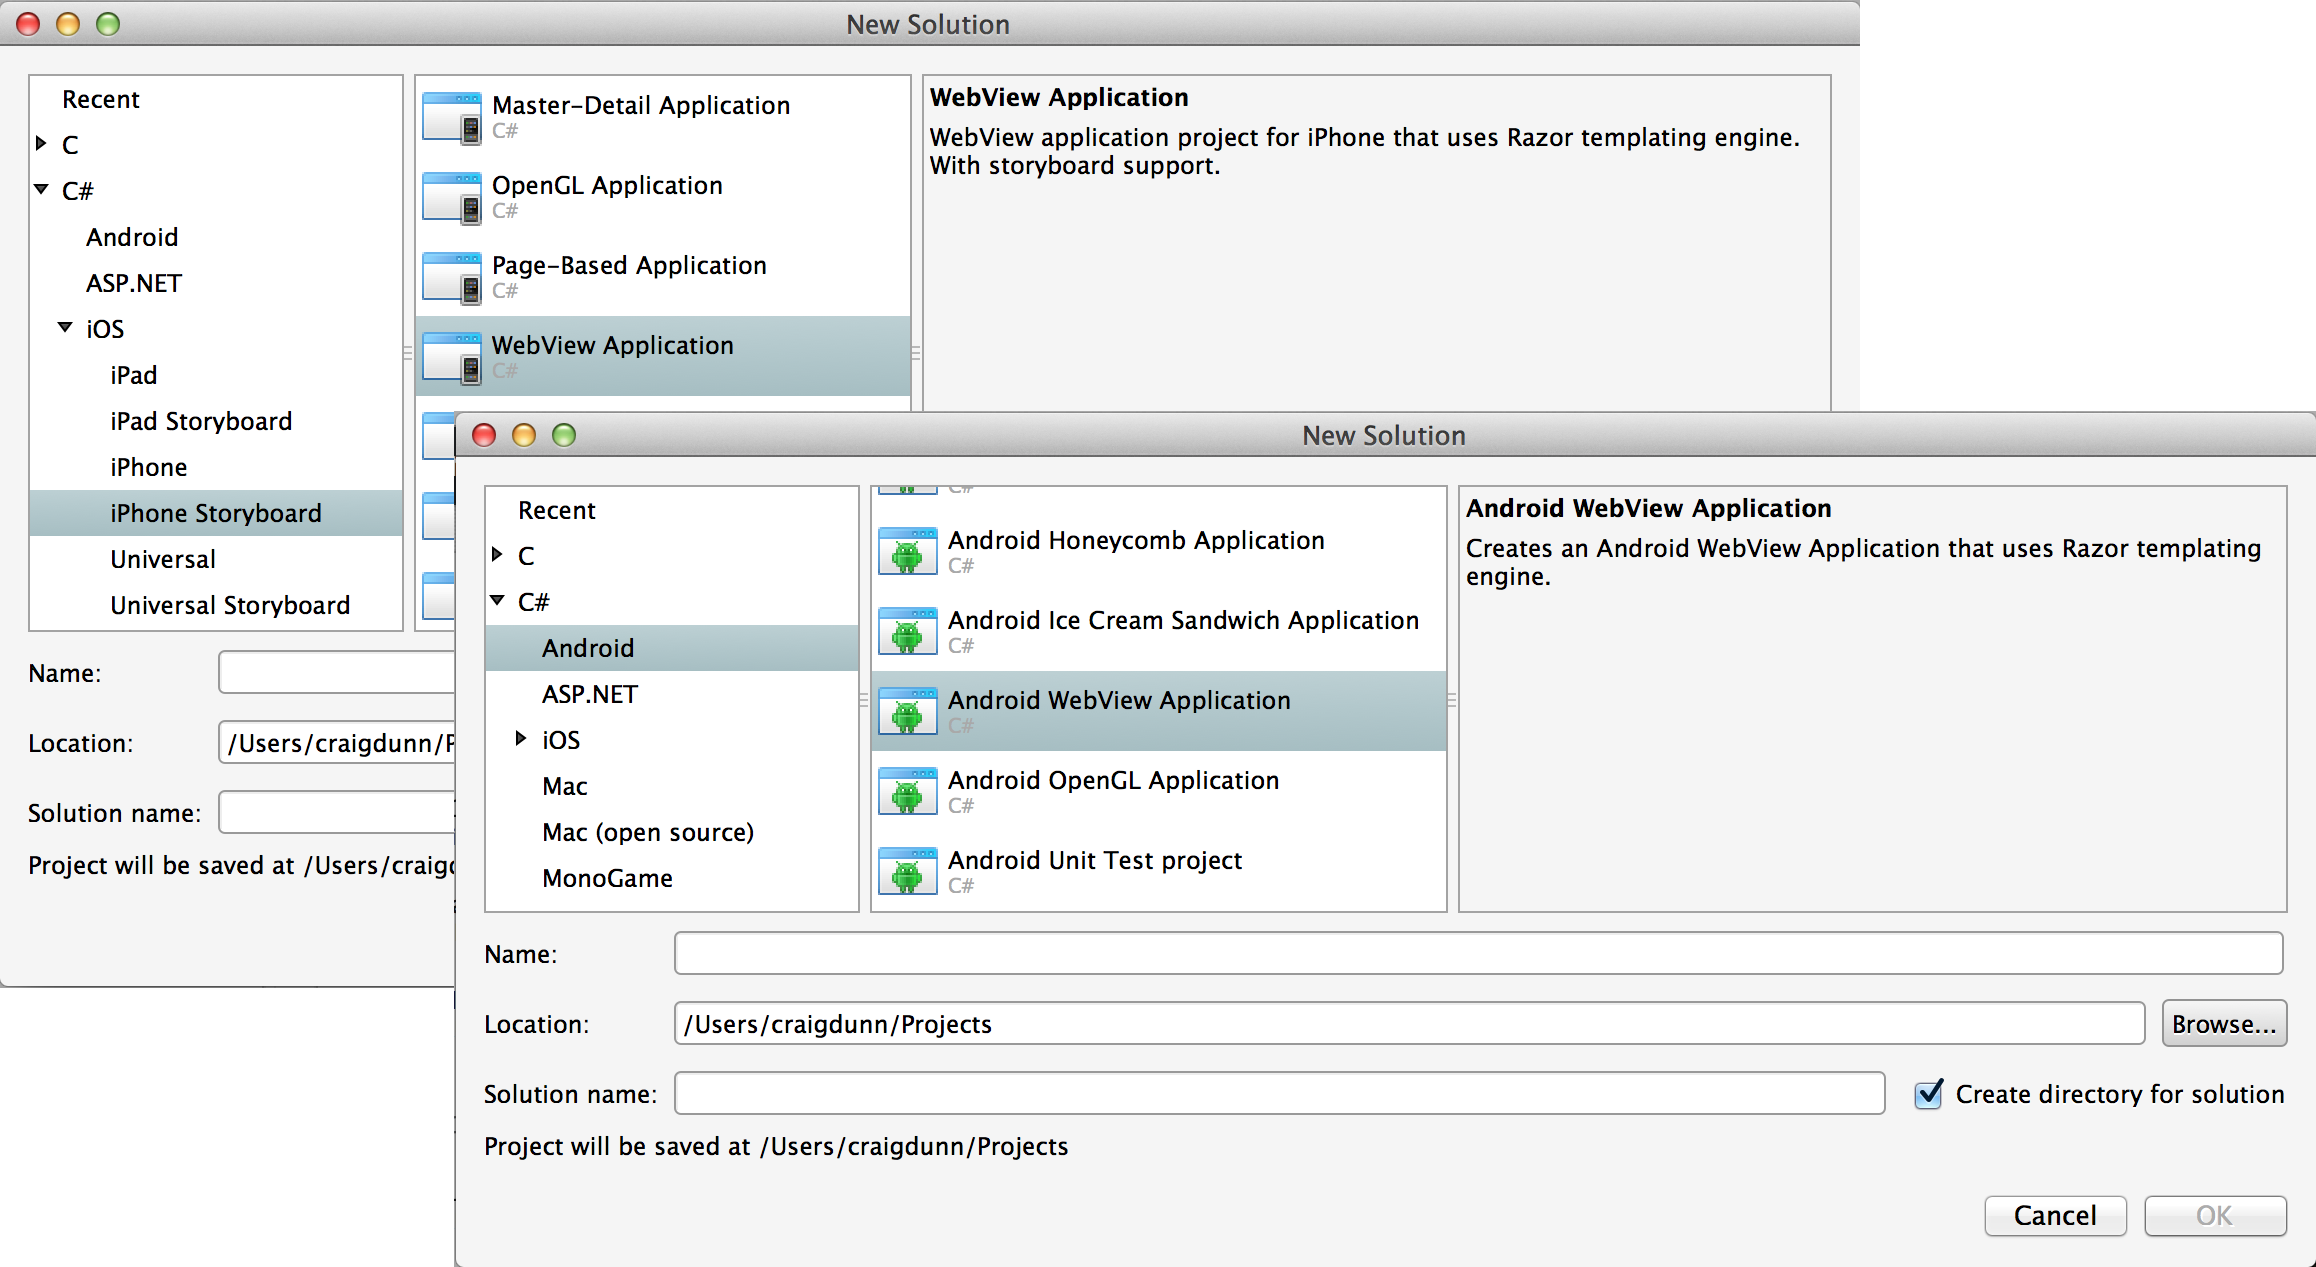 New Solution
Recent
C
C#
Android
ASP.NET
iOS
iPad
iPad Storyboard
iPhone
iPhone Storyboard
Universal
Universal Storyboard
Master-Detail Application
C#
OpenGL Application
C#
Page-Based Application
C#
WebView Application
C#
WebView Application
WebView application project for iPhone that uses Razor templating engine.
With storyboard support.
Name:
Location:
/Users/craigdunn/P
Solution name:
Project will be saved at /Users/craigd
New Solution
Recent
C
C#
Android
ASP.NET
iOS
Mac
Mac (open source)
MonoGame
C#
Android Honeycomb Application
C#
Android Ice Cream Sandwich Application
C#
Android WebView Application
C#
Android OpenGL Application
C#
Android Unit Test project
C#
Android WebView Application
Creates an Android WebView Application that uses Razor templating
engine.
Name:
Location:
/Users/craigdunn/Projects
Browse...
Solution name:
Create directory for solution
Project will be saved at /Users/craigdunn/Projects
Cancel
OK